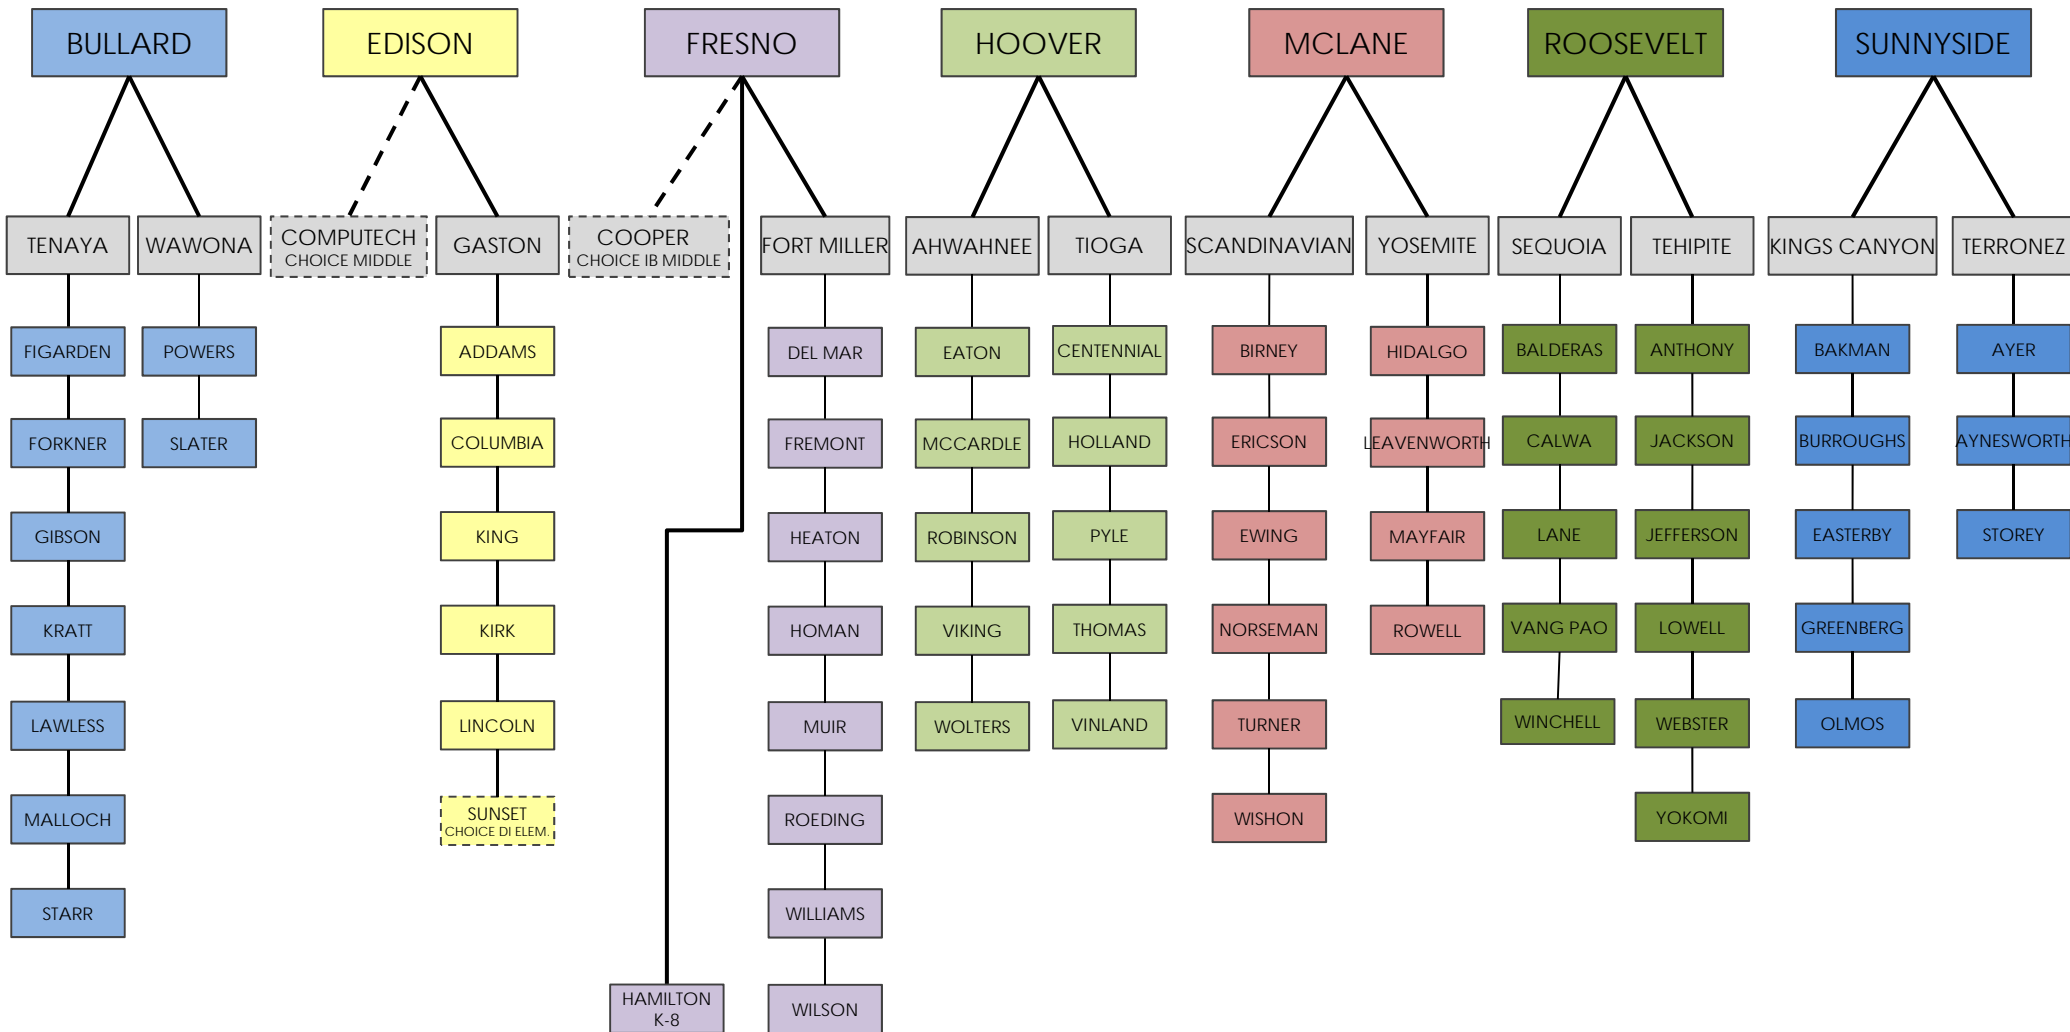 BULLARD
EDISON
FRESNO
HOOVER
MCLANE
ROOSEVELT
SUNNYSIDE
TENAYA
WAWONA
COMPUTECH
CHOICE MIDDLE
GASTON
COOPER
CHOICE IB MIDDLE
FORT MILLER
AHWAHNEE
TIOGA
SCANDINAVIAN
YOSEMITE
SEQUOIA
TEHIPITE
KINGS CANYON
TERRONEZ
FIGARDEN
POWERS
ADDAMS
DEL MAR
EATON
CENTENNIAL
BIRNEY
HIDALGO
BALDERAS
ANTHONY
BAKMAN
AYER
FORKNER
SLATER
COLUMBIA
FREMONT
MCCARDLE
HOLLAND
ERICSON
LEAVENWORTH
CALWA
JACKSON
BURROUGHS
AYNESWORTH
GIBSON
KING
HEATON
ROBINSON
PYLE
EWING
MAYFAIR
LANE
JEFFERSON
EASTERBY
STOREY
KRATT
KIRK
HOMAN
VIKING
THOMAS
NORSEMAN
ROWELL
VANG PAO
LOWELL
GREENBERG
LAWLESS
LINCOLN
MUIR
WOLTERS
VINLAND
TURNER
WINCHELL
WEBSTER
OLMOS
MALLOCH
SUNSET
CHOICE DI ELEM.
ROEDING
WISHON
YOKOMI
STARR
WILLIAMS
HAMILTON
K-8
WILSON